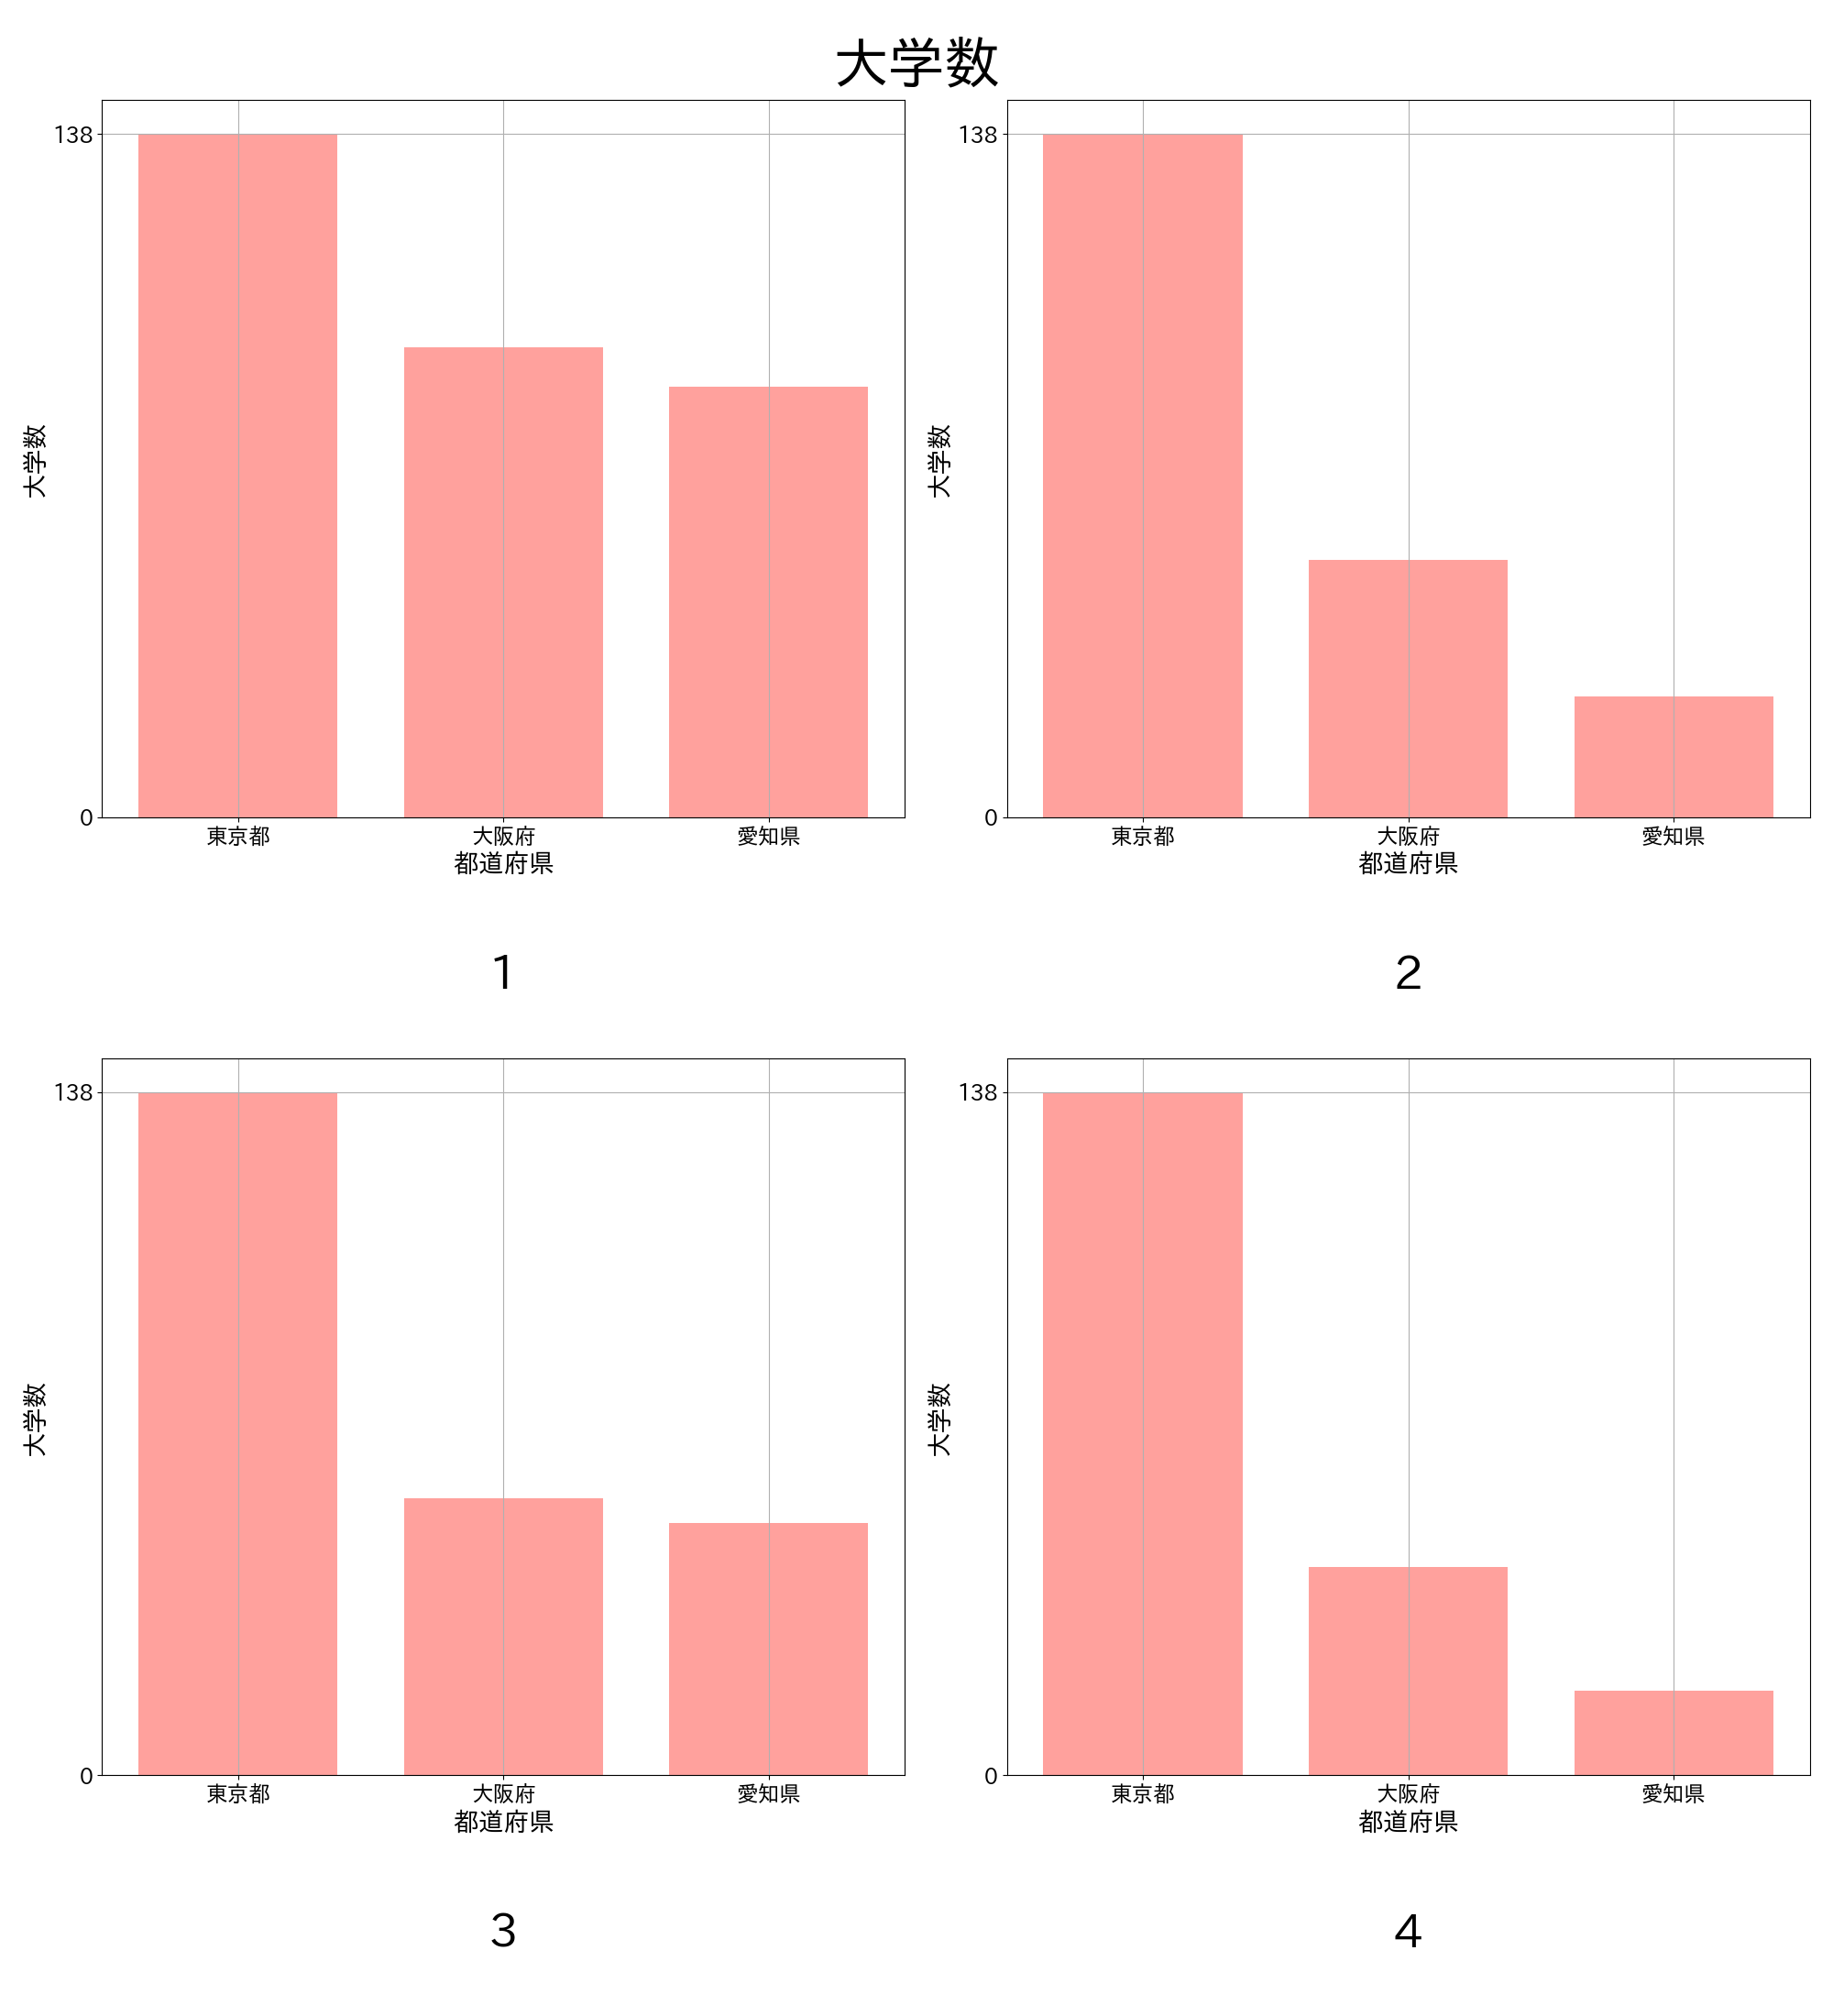 大学数
138
0
大学数
東京都 大阪府 愛知県
都道府県
1
138
0
大学数
東京都 大阪府 愛知県
都道府県
2
138
0
大学数
東京都 大阪府 愛知県
都道府県
3
138
0
大学数
東京都 大阪府 愛知県
都道府県
4